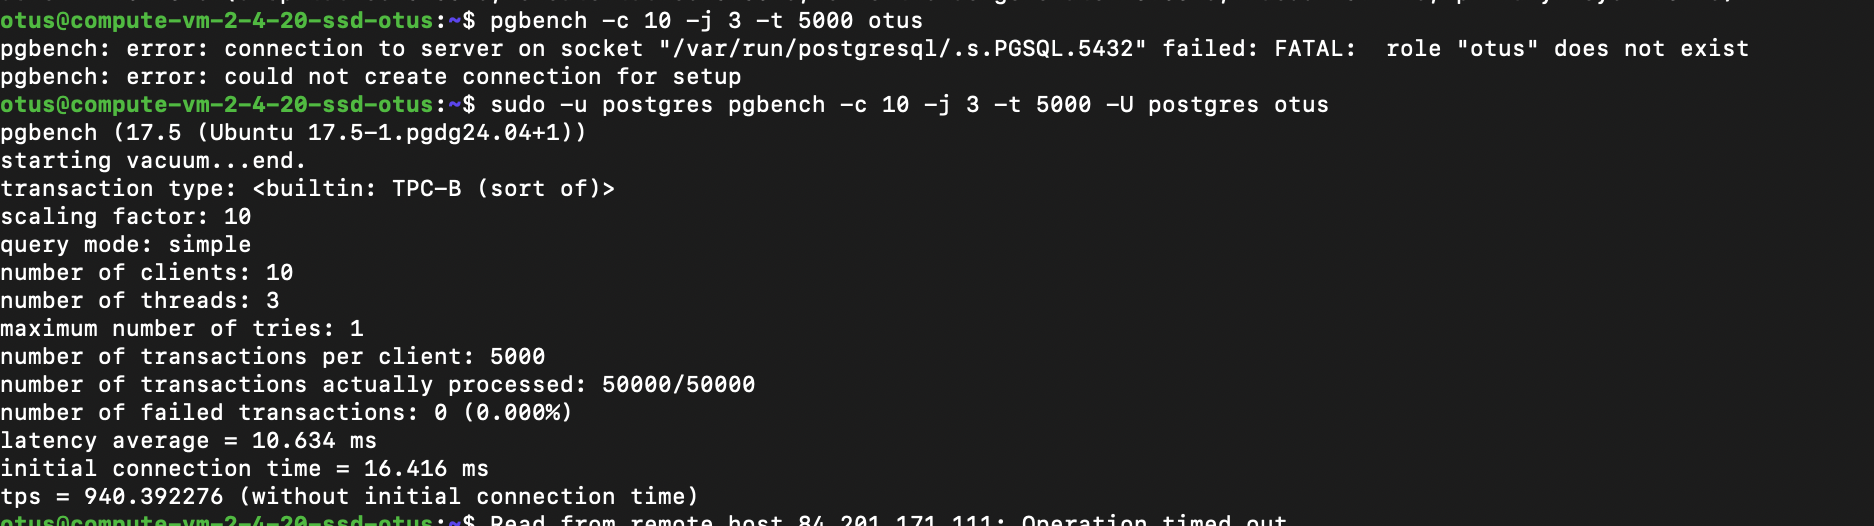 otus@compute-vm-2-4-20-ssd-otus:~$ pgbench -c 10 -j 3 -t 5000 otus
pgbench: error: connection to server on socket "/var/run/postgresql/.s.PGSQL.5432" failed: FATAL:  role "otus" does not exist
pgbench: error: could not create connection for setup
otus@compute-vm-2-4-20-ssd-otus:~$ sudo -u postgres pgbench -c 10 -j 3 -t 5000 -U postgres otus
pgbench (17.5 (Ubuntu 17.5-1.pgdg24.04+1))
starting vacuum...end.
transaction type: <builtin: TPC-B (sort of)>
scaling factor: 10
query mode: simple
number of clients: 10
number of threads: 3
maximum number of tries: 1
number of transactions per client: 5000
number of transactions actually processed: 50000/50000
number of failed transactions: 0 (0.000%)
latency average = 10.634 ms
initial connection time = 16.416 ms
tps = 940.392276 (without initial connection time)
otus@compute-vm-2-4-20-ssd-otus:~$ Read from remote host 84.201.171.111: Operation timed out